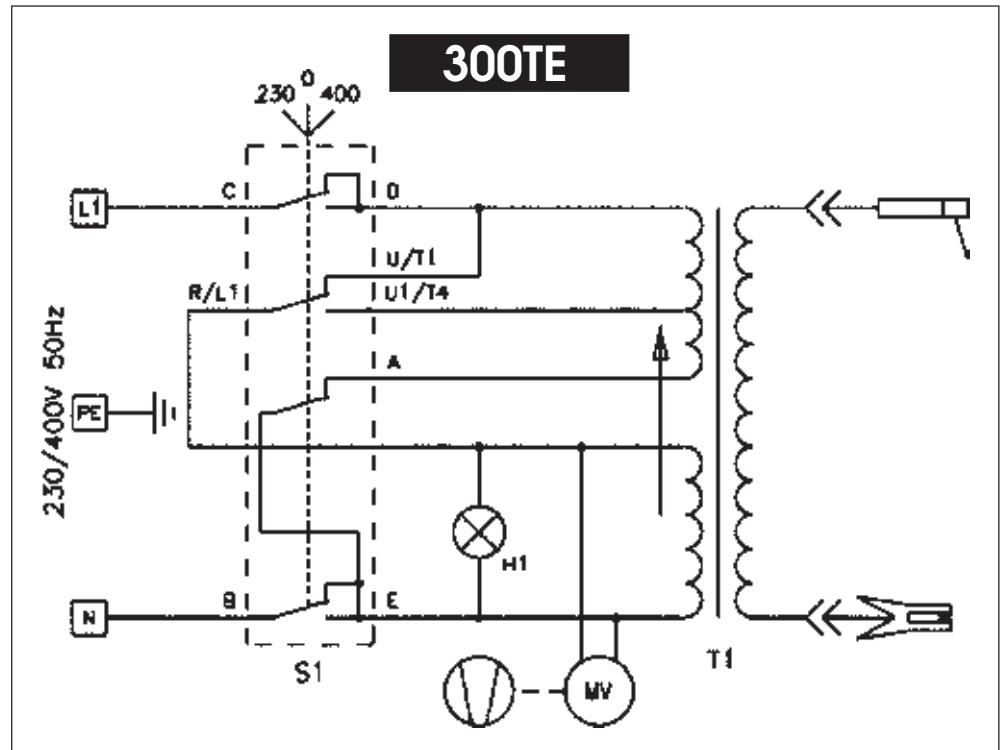 300TE
0
230 400
L1
C
D
U/T1
R/L1
U1/T4
A
230/400V 50Hz
PE
H1
N
B
E
S1
MV
T1